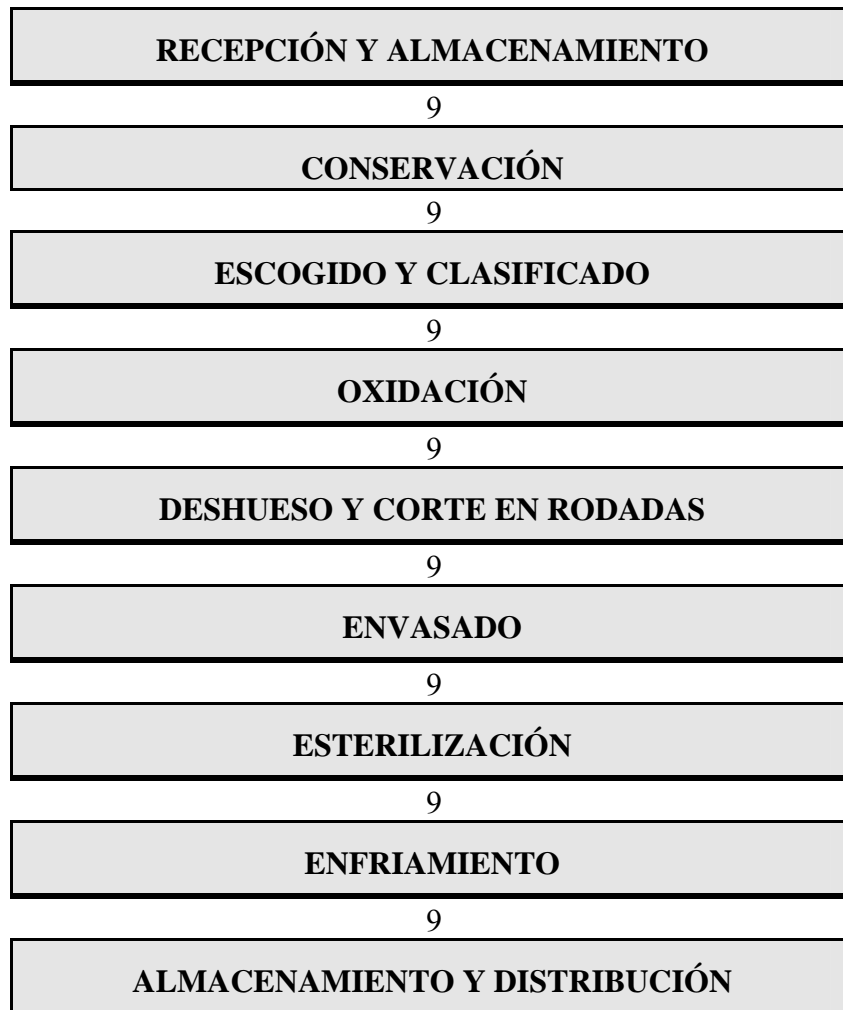 RECEPCIÓN Y ALMACENAMIENTO
9
CONSERVACIÓN
9
ESCOGIDO Y CLASIFICADO
9
OXIDACIÓN
9
DESHUESO Y CORTE EN RODADAS
9
ENVASADO
9
ESTERILIZACIÓN
9
ENFRIAMIENTO
9
ALMACENAMIENTO Y DISTRIBUCIÓN